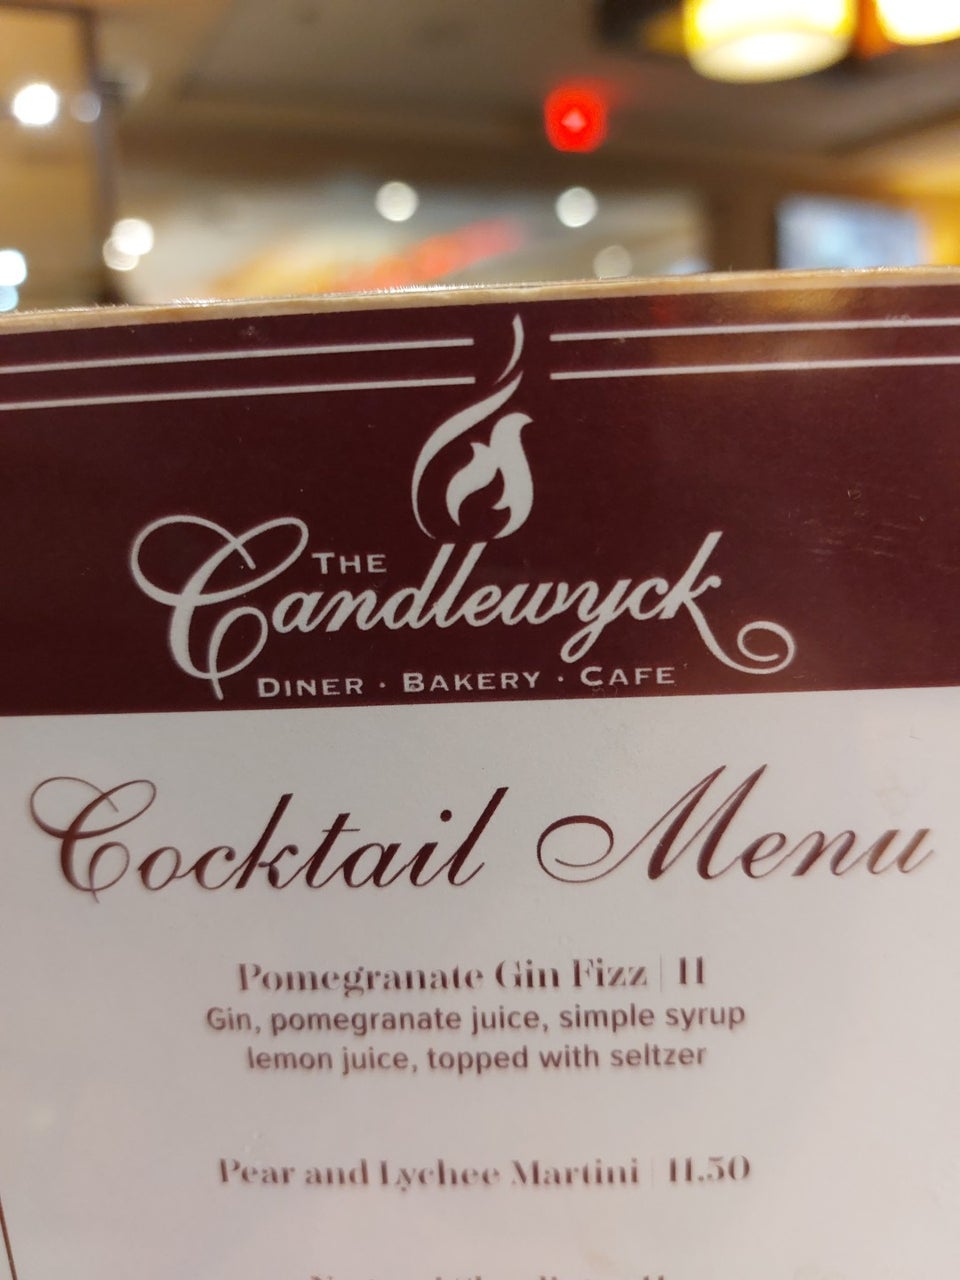 The
Candlewyck
Diner · Bakery · Cafe
Cocktail Menu
Pomegranate Gin Fizz | 11
Gin, pomegranate juice, simple syrup
lemon juice, topped with seltzer
Pear and Lychee Martini | 11.50